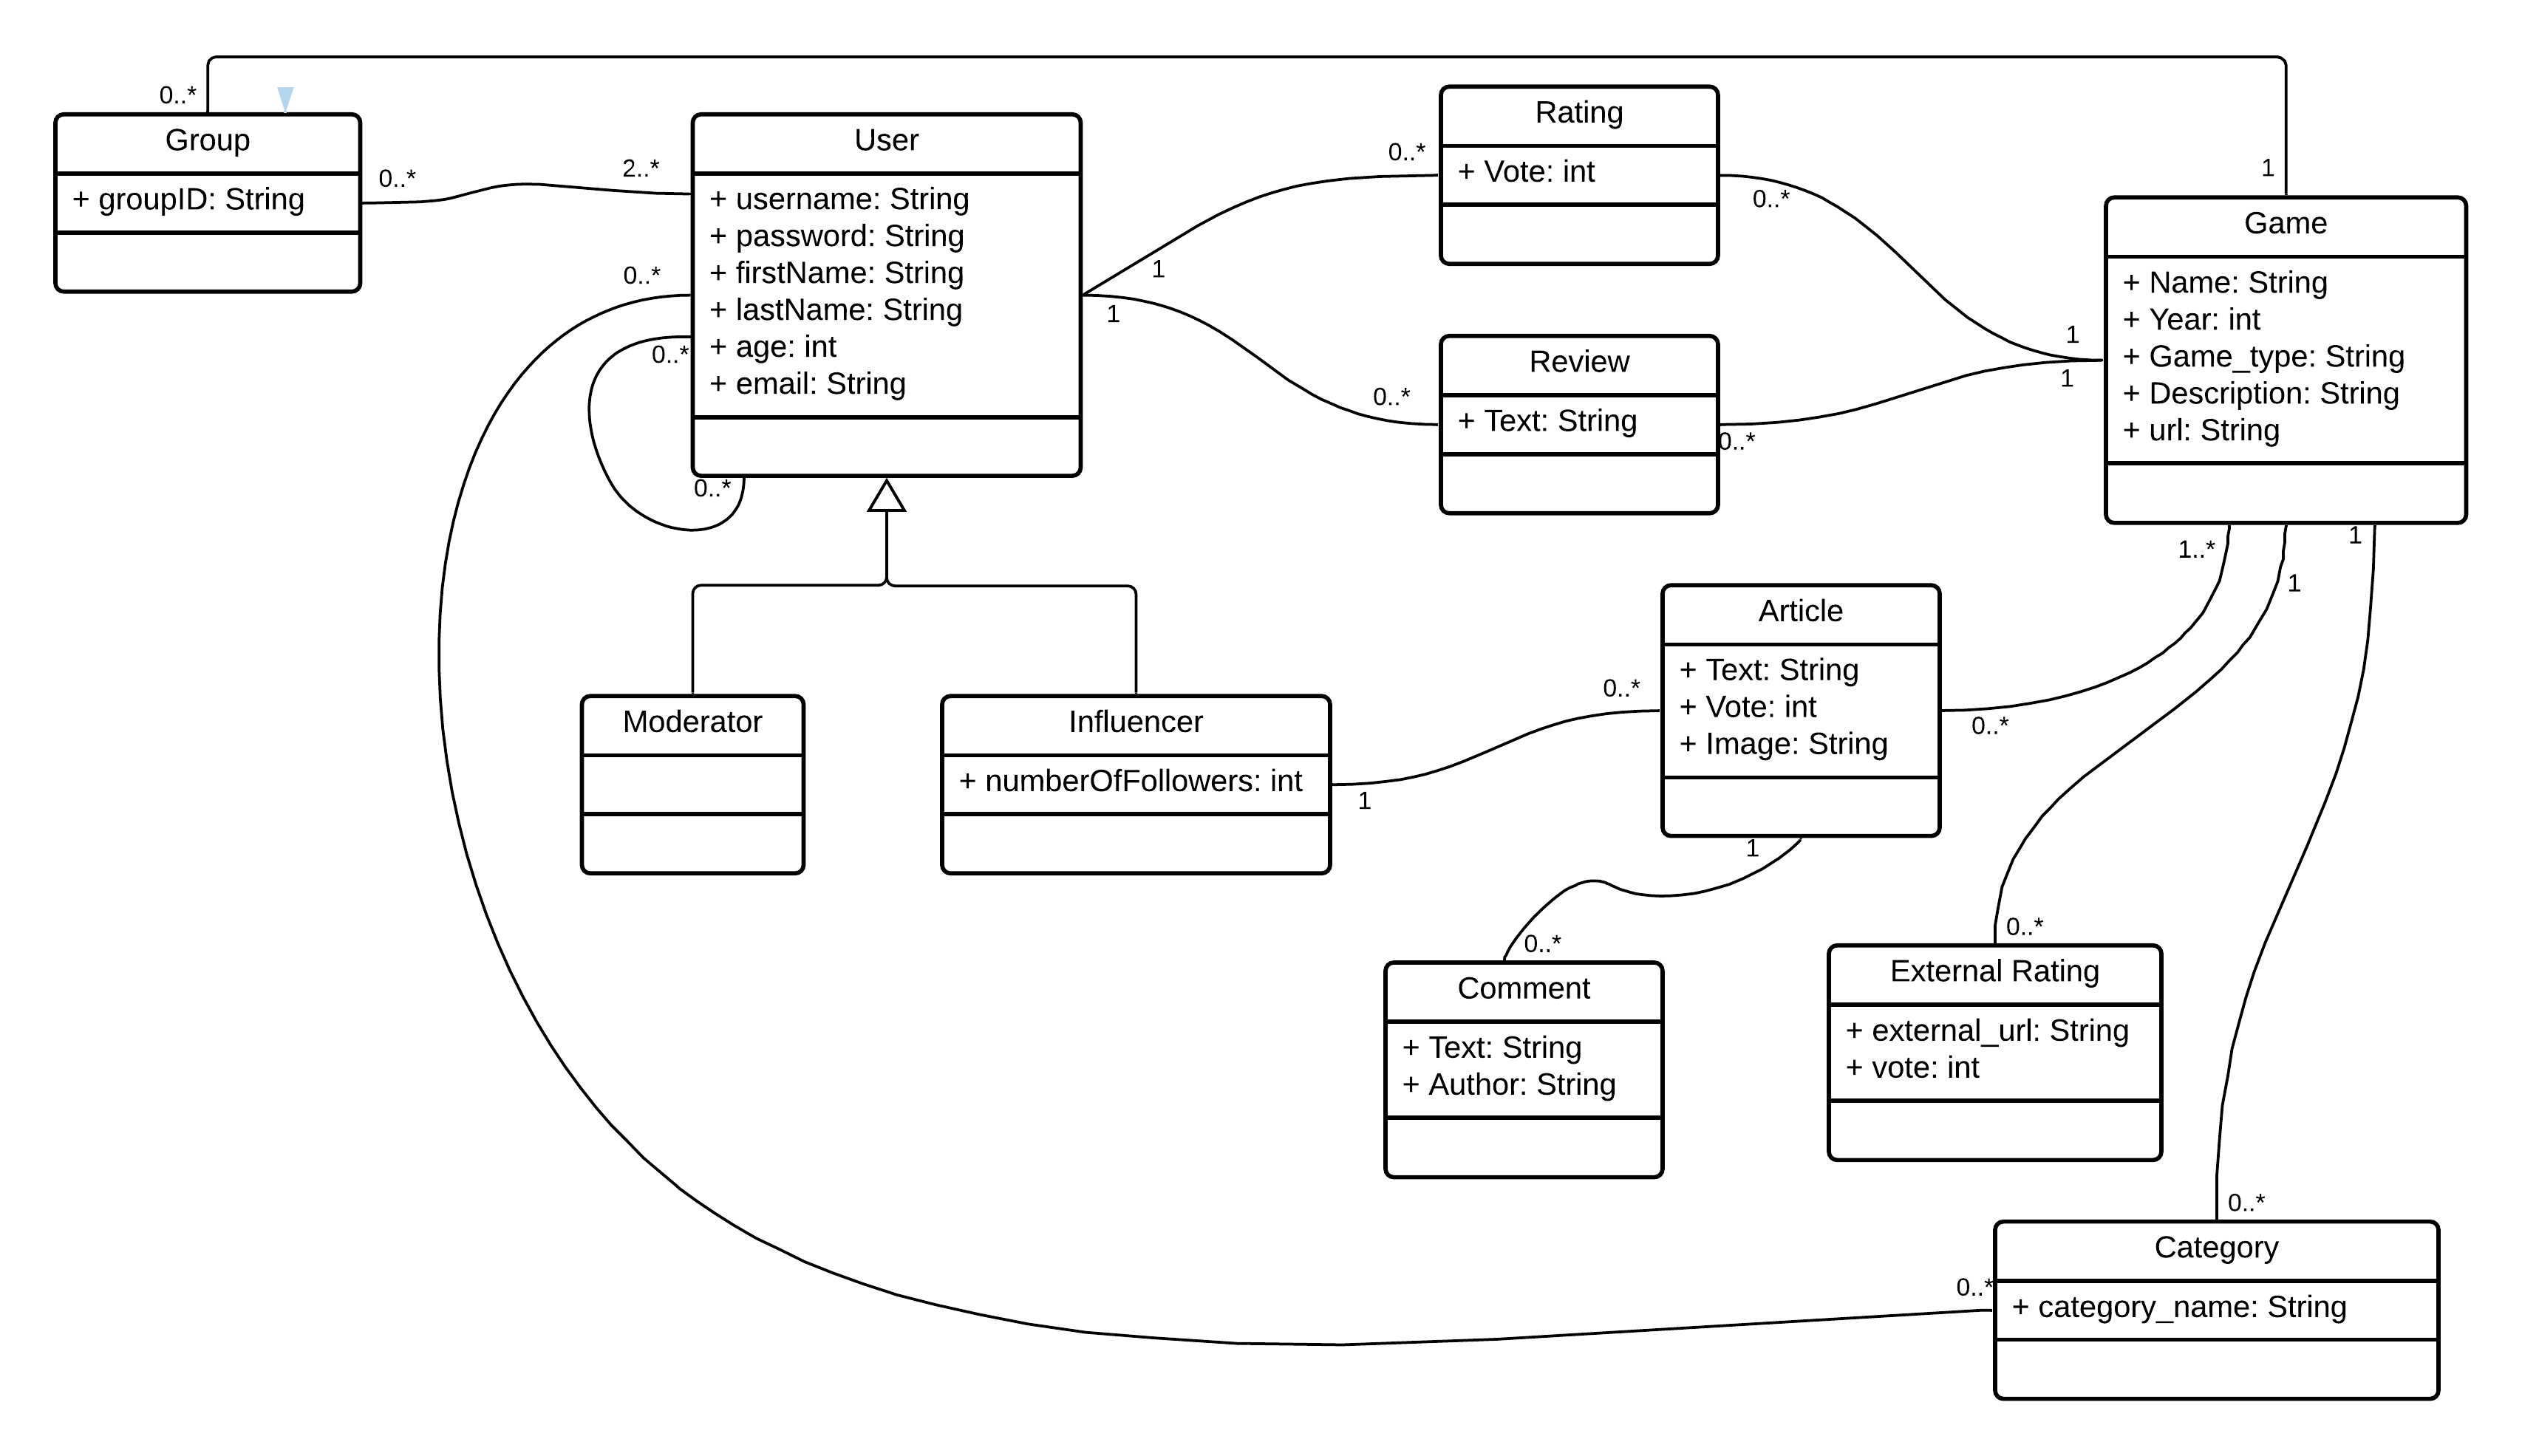 0..*
Group
+ groupID: String
0..*
2..*
User
+ username: String
+ password: String
+ firstName: String
+ lastName: String
+ age: int
+ email: String
0..*
0..*
0..*
1
1
0..*
Rating
+ Vote: int
0..*
0..*
Review
+ Text: String
0..*
1
1
1
Game
+ Name: String
+ Year: int
+ Game_type: String
+ Description: String
+ url: String
1..*
1
1
Moderator
Influencer
+ numberOfFollowers: int
1
0..*
Article
+ Text: String
+ Vote: int
+ Image: String
0..*
1
0..*
Comment
+ Text: String
+ Author: String
0..*
External Rating
+ external_url: String
+ vote: int
0..*
0..*
Category
+ category_name: String